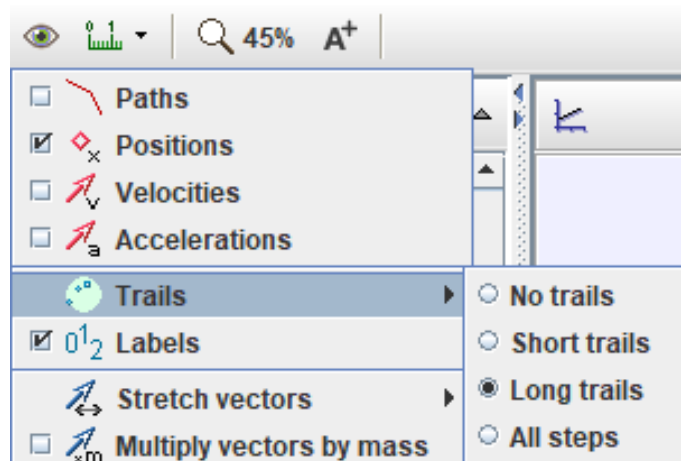 45% A+
Paths
Positions
Velocities
Accelerations
Trails
Labels
Stretch vectors
Multiply vectors by mass
No trails
Short trails
Long trails
All steps